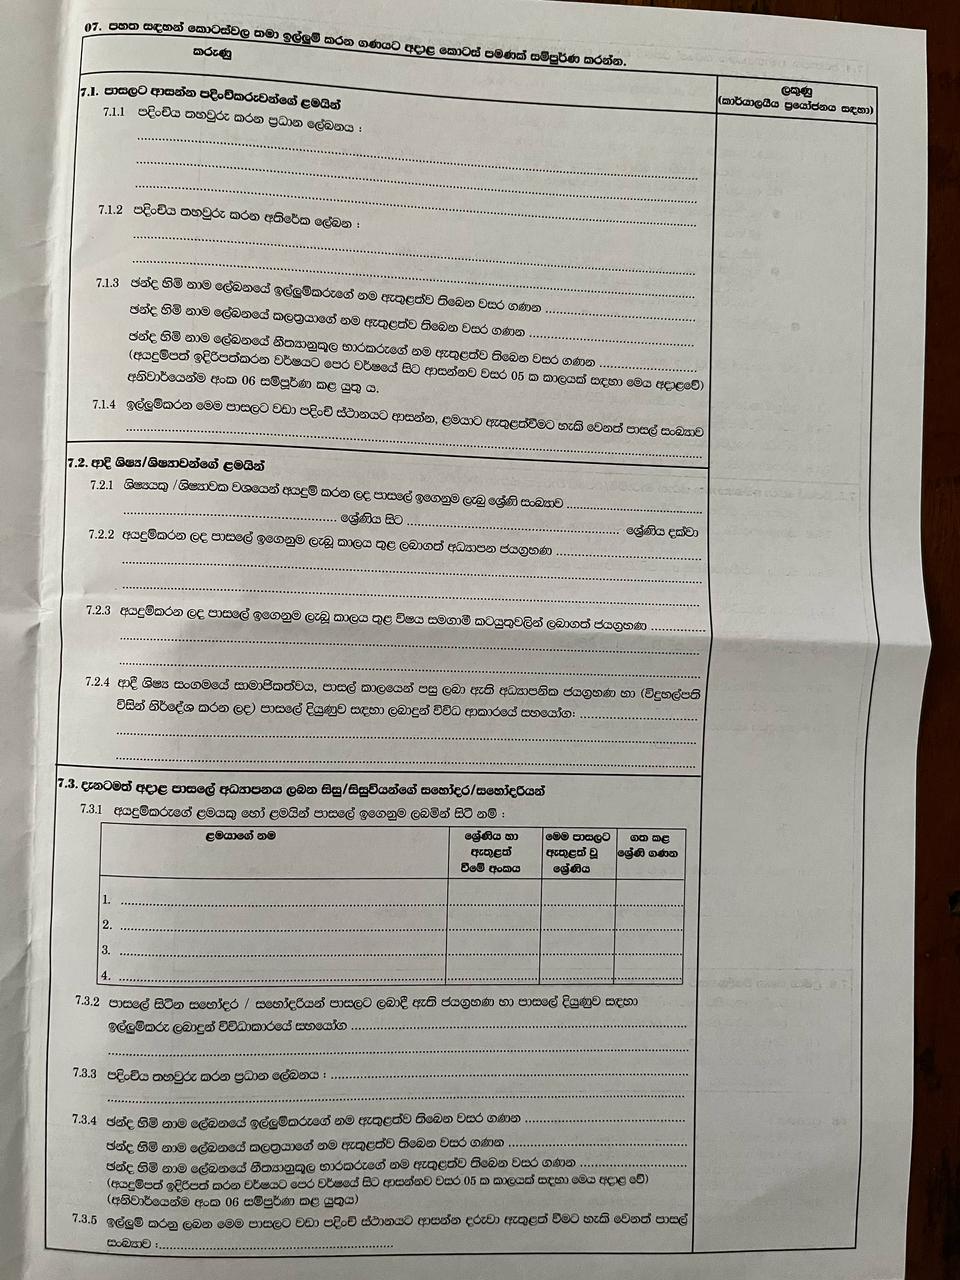 07. පහත සඳහන් කොටස්වල තමා ඉල්ලුම් කරන ගණයට අදාළ කොටස් පමණක් සම්පූර්ණ කරන්න.
කරුණු
ලකුණු
(කාර්යාලයීය ප්‍රයෝජනය සඳහා)
7.1. පාසලට ආසන්න පදිංචිකරුවන්ගේ ළමයින්
7.1.1 පදිංචිය තහවුරු කරන ප්‍රධාන ලේඛනය :
7.1.2 පදිංචිය තහවුරු කරන අතිරේක ලේඛන :
7.1.3 ඡන්ද හිමි නාම ලේඛනයේ ඉල්ලුම්කරුගේ නම ඇතුළත්ව තිබෙන වසර ගණන
ඡන්ද හිමි නාම ලේඛනයේ කලත්‍රයාගේ නම ඇතුළත්ව තිබෙන වසර ගණන
ඡන්ද හිමි නාම ලේඛනයේ නීත්‍යානුකූල භාරකරුගේ නම ඇතුළත්ව තිබෙන වසර ගණන
(අයදුම්පත් ඉදිරිපත්කරන වර්ෂයට පෙර වර්ෂයේ සිට ආසන්නව වසර 05 ක කාලයක් සඳහා මෙය අදාළවේ)
අනිවාර්යෙන්ම අංක 06 සම්පූර්ණ කළ යුතු ය.
7.1.4 ඉල්ලුම්කරන මෙම පාසලට වඩා පදිංචි ස්ථානයට ආසන්න, ළමයාට ඇතුළත්වීමට හැකි වෙනත් පාසල් සංඛ්‍යාව
7.2. ආදි ශිෂ්‍ය/ශිෂ්‍යාවන්ගේ ළමයින්
7.2.1 ශිෂ්‍යයකු /ශිෂ්‍යාවක වශයෙන් අයදුම් කරන ලද පාසලේ ඉගෙනුම ලැබු ශ්‍රේණි සංඛ්‍යාව
ශ්‍රේණිය සිට ශ්‍රේණිය දක්වා
7.2.2 අයදුම්කරන ලද පාසලේ ඉගෙනුම ලැබූ කාලය තුළ ලබාගත් අධ්‍යාපන ජයග්‍රහණ
7.2.3 අයදුම්කරන ලද පාසලේ ඉගෙනුම ලැබූ කාලය තුළ විෂය සමගාමී කටයුතුවලින් ලබාගත් ජයග්‍රහණ
7.2.4 ආදී ශිෂ්‍ය සංගමයේ සාමාජිකත්වය, පාසල් කාලයෙන් පසු ලබා ඇති අධ්‍යාපනික ජයග්‍රහණ හා (විදුහල්පති
විසින් නිර්දේශ කරන ලද) පාසලේ දියුණුව සඳහා ලබාදුන් විවිධ ආකාරයේ සහයෝග:
7.3. දැනටමත් අදාළ පාසලේ අධ්‍යාපනය ලබන සිසු/සිසුවියන්ගේ සහෝදර/සහෝදරියන්
7.3.1 අයදුම්කරුගේ ළමයකු හෝ ළමයින් පාසලේ ඉගෙනුම ලබමින් සිටී නම් :
ළමයාගේ නම
ශ්‍රේණිය හා
ඇතුළත්
වීමේ අංකය
මෙම පාසලට
ඇතුළත් වූ
ශ්‍රේණිය
ගත කළ
ශ්‍රේණි ගණන
1.
2.
3.
4.
7.3.2 පාසලේ සිටින සහෝදර / සහෝදරියන් පාසලට ලබාදී ඇති ජයග්‍රහණ හා පාසලේ දියුණුව සඳහා
ඉල්ලුම්කරු ලබාදුන් විවිධාකාරයේ සහයෝග
7.3.3 පදිංචිය තහවුරු කරන ප්‍රධාන ලේඛනය :
7.3.4 ඡන්ද හිමි නාම ලේඛනයේ ඉල්ලුම්කරුගේ නම ඇතුළත්ව තිබෙන වසර ගණන
ඡන්ද හිමි නාම ලේඛනයේ කලත්‍රයාගේ නම ඇතුළත්ව තිබෙන වසර ගණන
ඡන්ද හිමි නාම ලේඛනයේ නීත්‍යානුකූල භාරකරුගේ නම ඇතුළත්ව තිබෙන වසර ගණන
(අයදුම්පත් ඉදිරිපත් කරන වර්ෂයට පෙර වර්ෂයේ සිට ආසන්නව වසර 05 ක කාලයක් සඳහා මෙය අදාළ වේ)
(අනිවාර්යෙන්ම අංක 06 සම්පූර්ණ කළ යුතුය)
7.3.5 ඉල්ලුම් කරනු ලබන මෙම පාසලට වඩා පදිංචි ස්ථානයට ආසන්න දරුවා ඇතුළත් වීමට හැකි වෙනත් පාසල්
සංඛ්‍යාව :